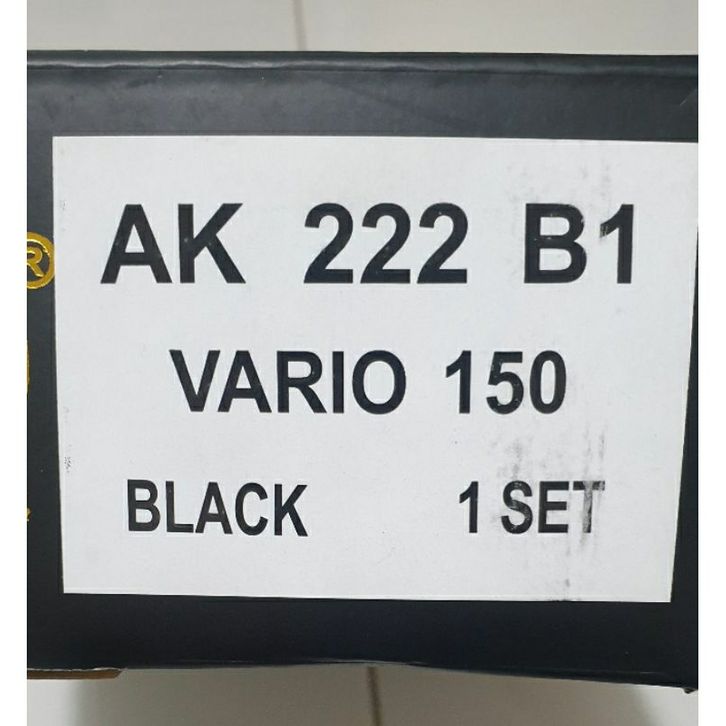 AK 222 B1
VARIO 150
BLACK 1 SET
®